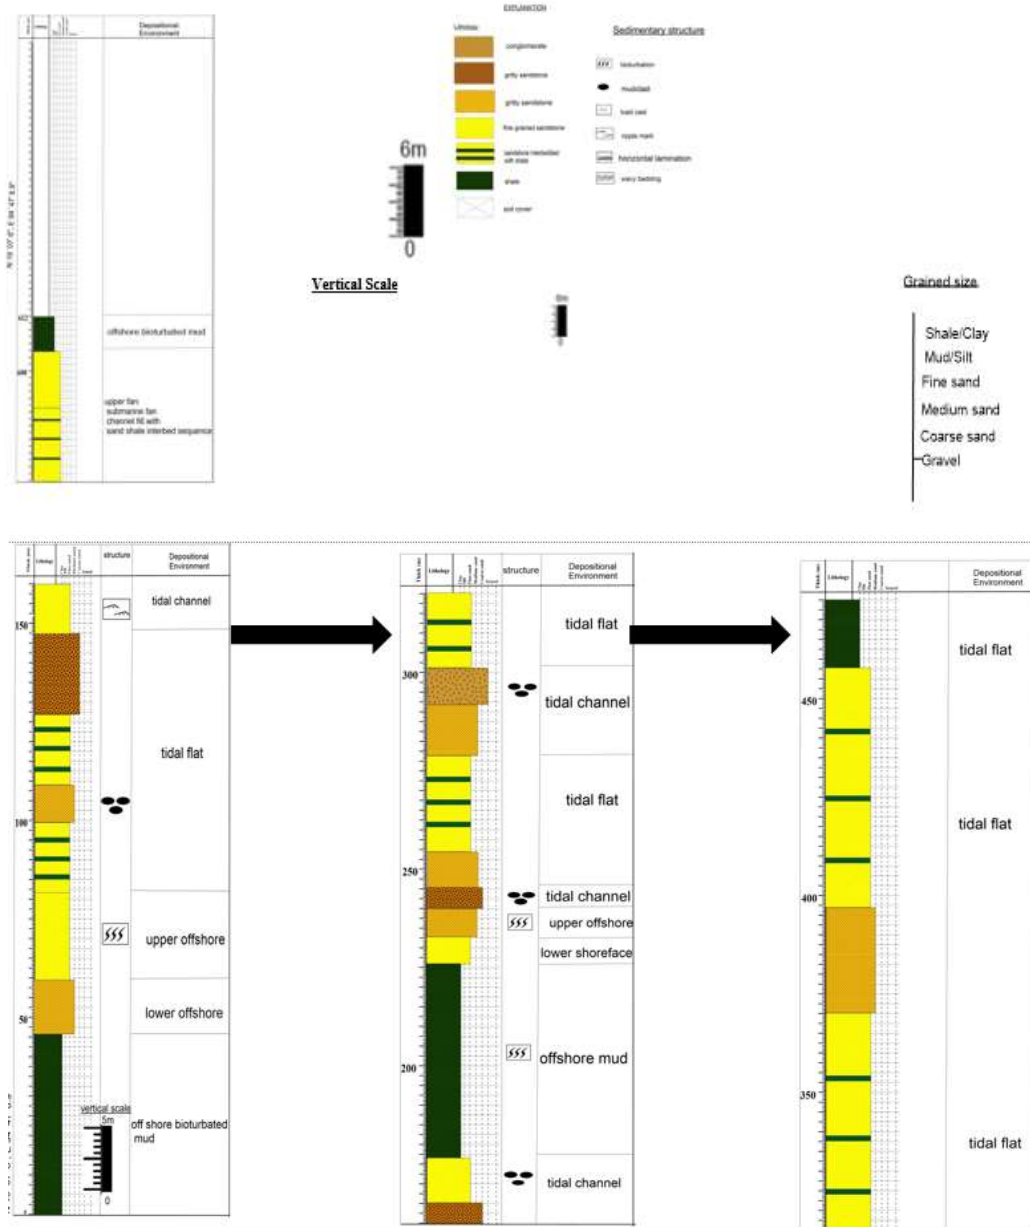 EXPLANATION
Lithology
conglomerate
gritty sandstone
gritty sandstone
fine grained sandstone
sandstone interbedded
with shale
shale
soil cover
Sedimentary structure
bioturbation
mudclast
load cast
ripple mark
horizontal lamination
wavy bedding
6m
0
Vertical Scale
6m
0
Grained size
Shale/Clay
Mud/Silt
Fine sand
Medium sand
Coarse sand
Gravel
Lithology
Depositional
Environment
offshore bioturbated mud
upper fan
submarine fan
channel fill with
sand shale interbed sequence
Lithology
structure
Depositional
Environment
150
100
50
tidal channel
tidal flat
upper offshore
lower offshore
off shore bioturbated
mud
vertical scale
5m
0
Lithology
structure
Depositional
Environment
300
250
200
tidal flat
tidal channel
tidal flat
tidal channel
upper offshore
lower shoreface
offshore mud
tidal channel
Lithology
Depositional
Environment
450
400
350
tidal flat
tidal flat
tidal flat